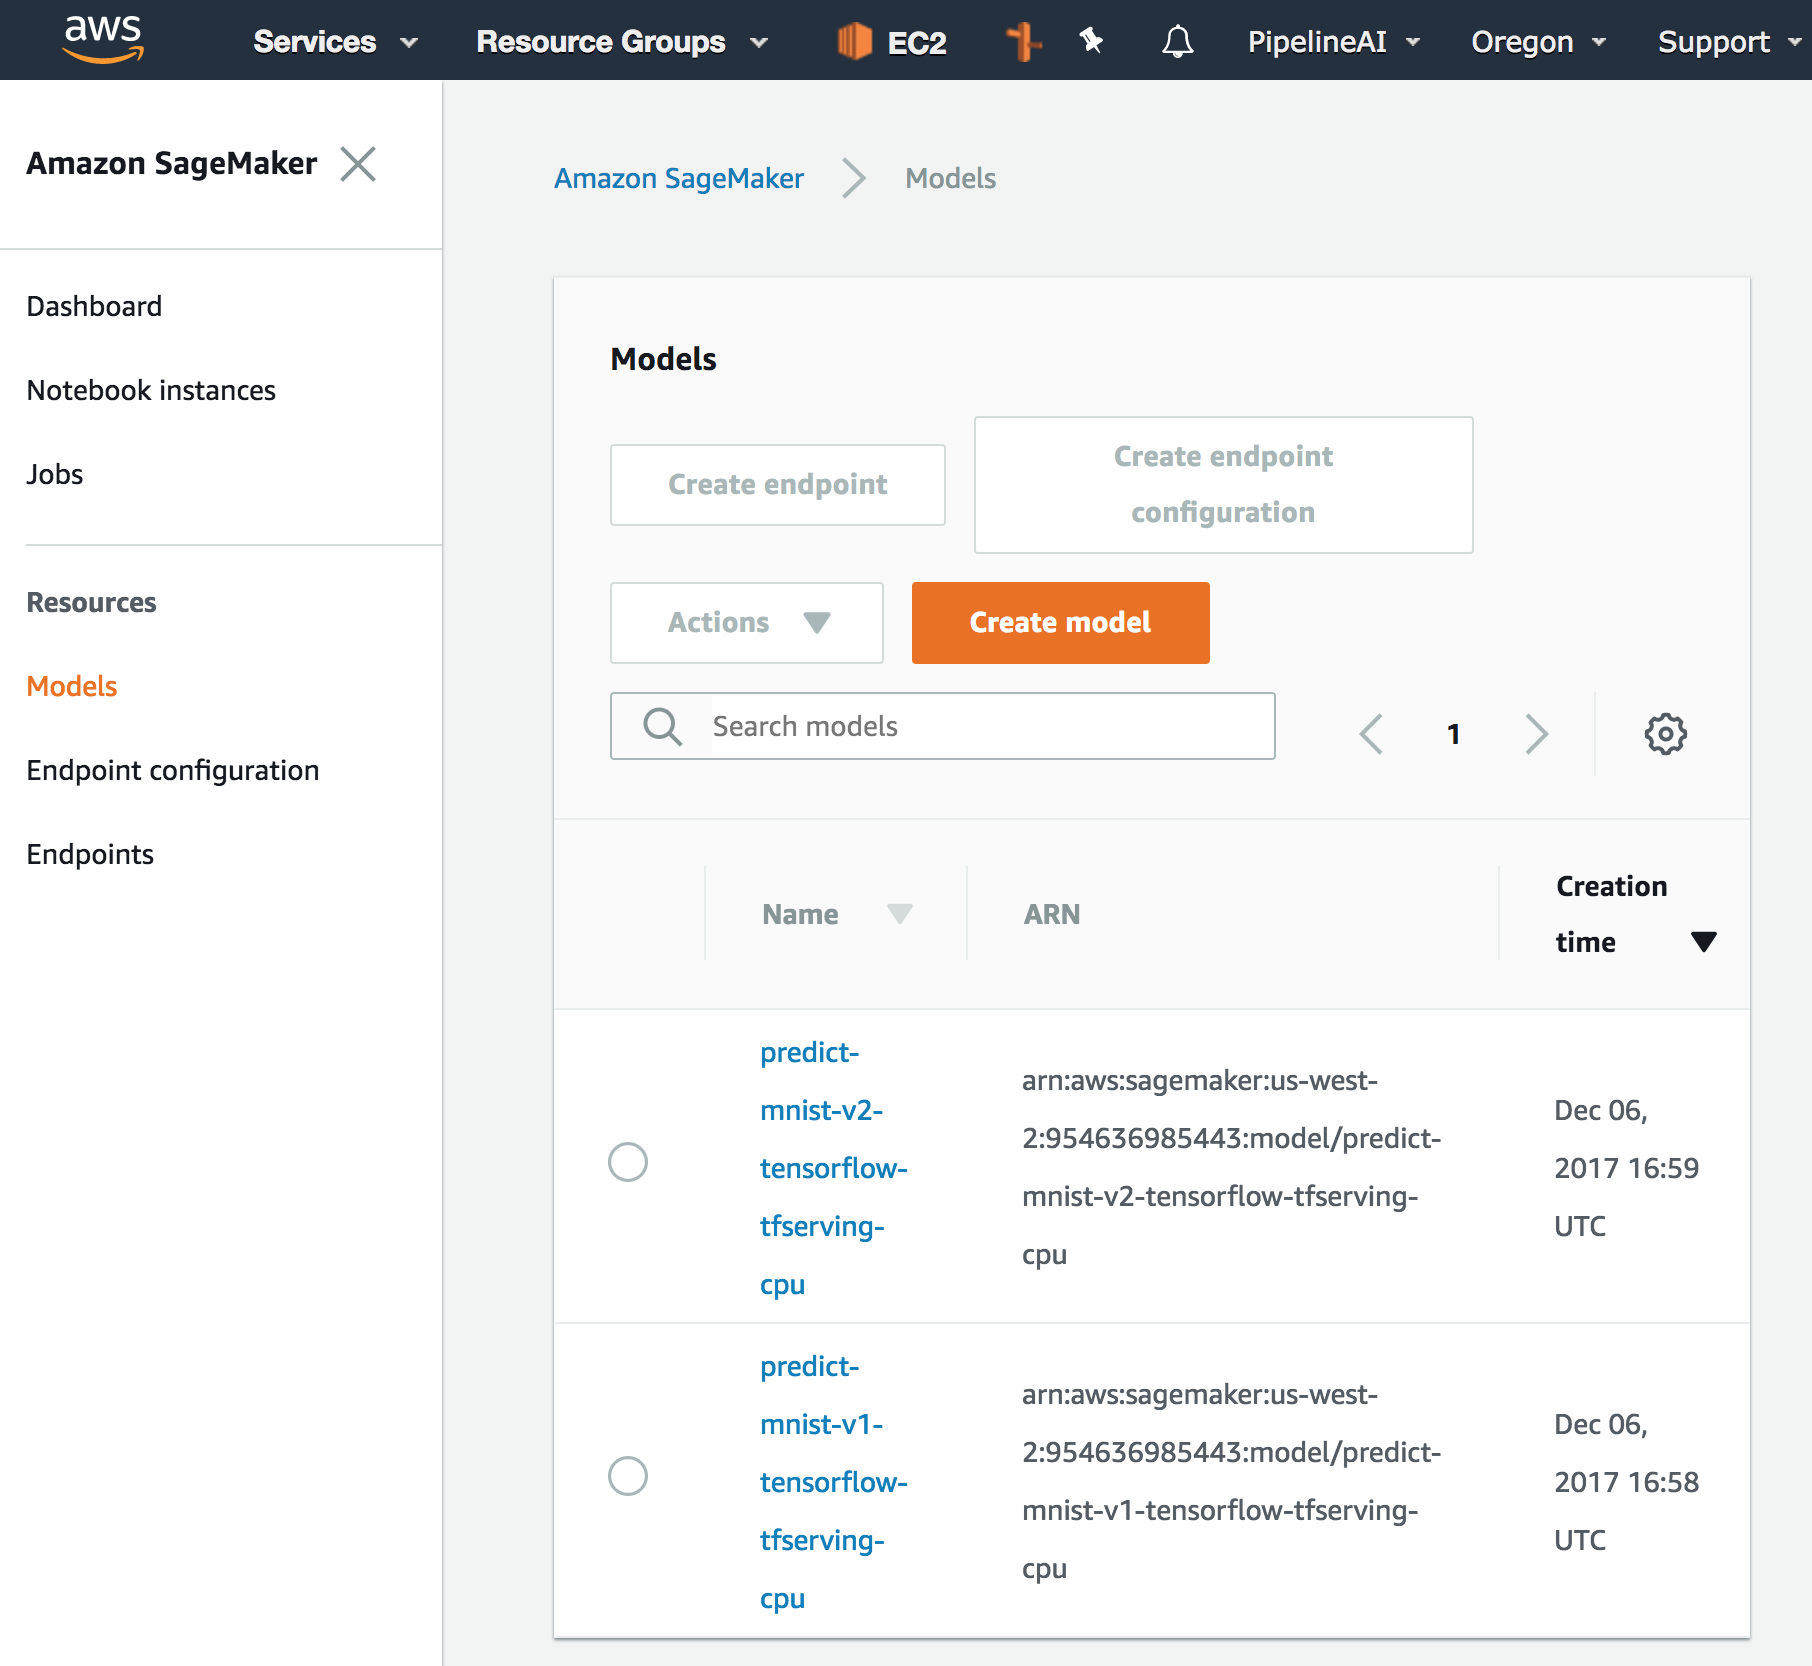 aws Services Resource Groups EC2 PipelineAI Oregon Support
Amazon SageMaker
Dashboard
Notebook instances
Jobs
Resources
Models
Endpoint configuration
Endpoints
Amazon SageMaker Models
Models
Create endpoint
Create endpoint
configuration
Actions
Create model
Search models
1
Name
ARN
Creation
time
predict-
mnist-v2-
tensorflow-
tfserving-
cpu
arn:aws:sagemaker:us-west-
2:954636985443:model/predict-
mnist-v2-tensorflow-tfserving-
cpu
Dec 06,
2017 16:59
UTC
predict-
mnist-v1-
tensorflow-
tfserving-
cpu
arn:aws:sagemaker:us-west-
2:954636985443:model/predict-
mnist-v1-tensorflow-tfserving-
cpu
Dec 06,
2017 16:58
UTC